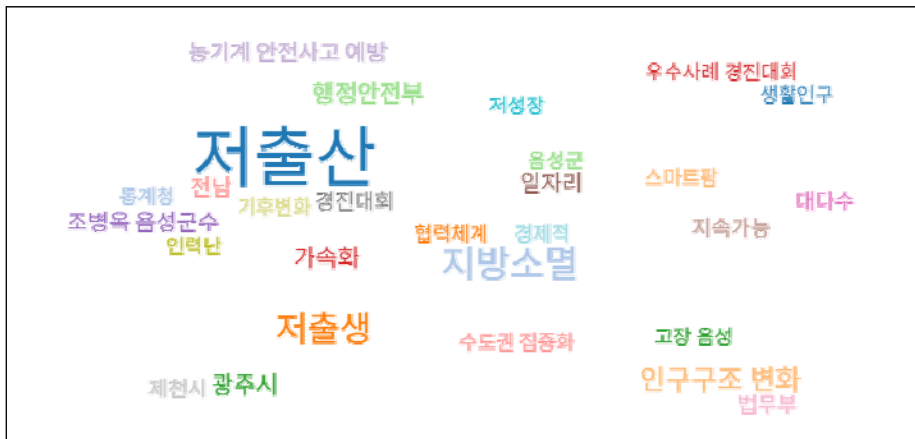 농기계 안전사고 예방
우수사례 경진대회
행정안전부
생활인구
저성장
저출산
음성군
일자리
스마트팜
전남
통계청
기후변화
경진대회
대다수
조병옥 음성군수
지속가능
협력체계
경제적
인력난
가속화
지방소멸
저출생
고장 음성
수도권 집중화
인구구조 변화
제천시
광주시
법무부